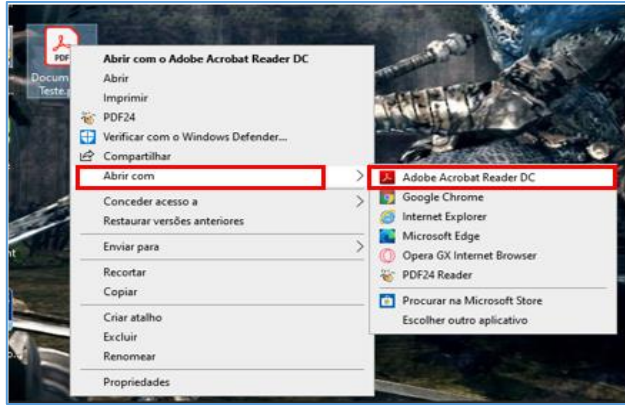 PDF
Docum
Teste.p
Abrir com o Adobe Acrobat Reader DC
Abrir
Imprimir
PDF24
Verificar com o Windows Defender...
Compartilhar
Abrir com
Conceder acesso a
Restaurar versões anteriores
Enviar para
Recortar
Copiar
Criar atalho
Excluir
Renomear
Propriedades
Adobe Acrobat Reader DC
Google Chrome
Internet Explorer
Microsoft Edge
Opera GX Internet Browser
PDF24 Reader
Procurar na Microsoft Store
Escolher outro aplicativo